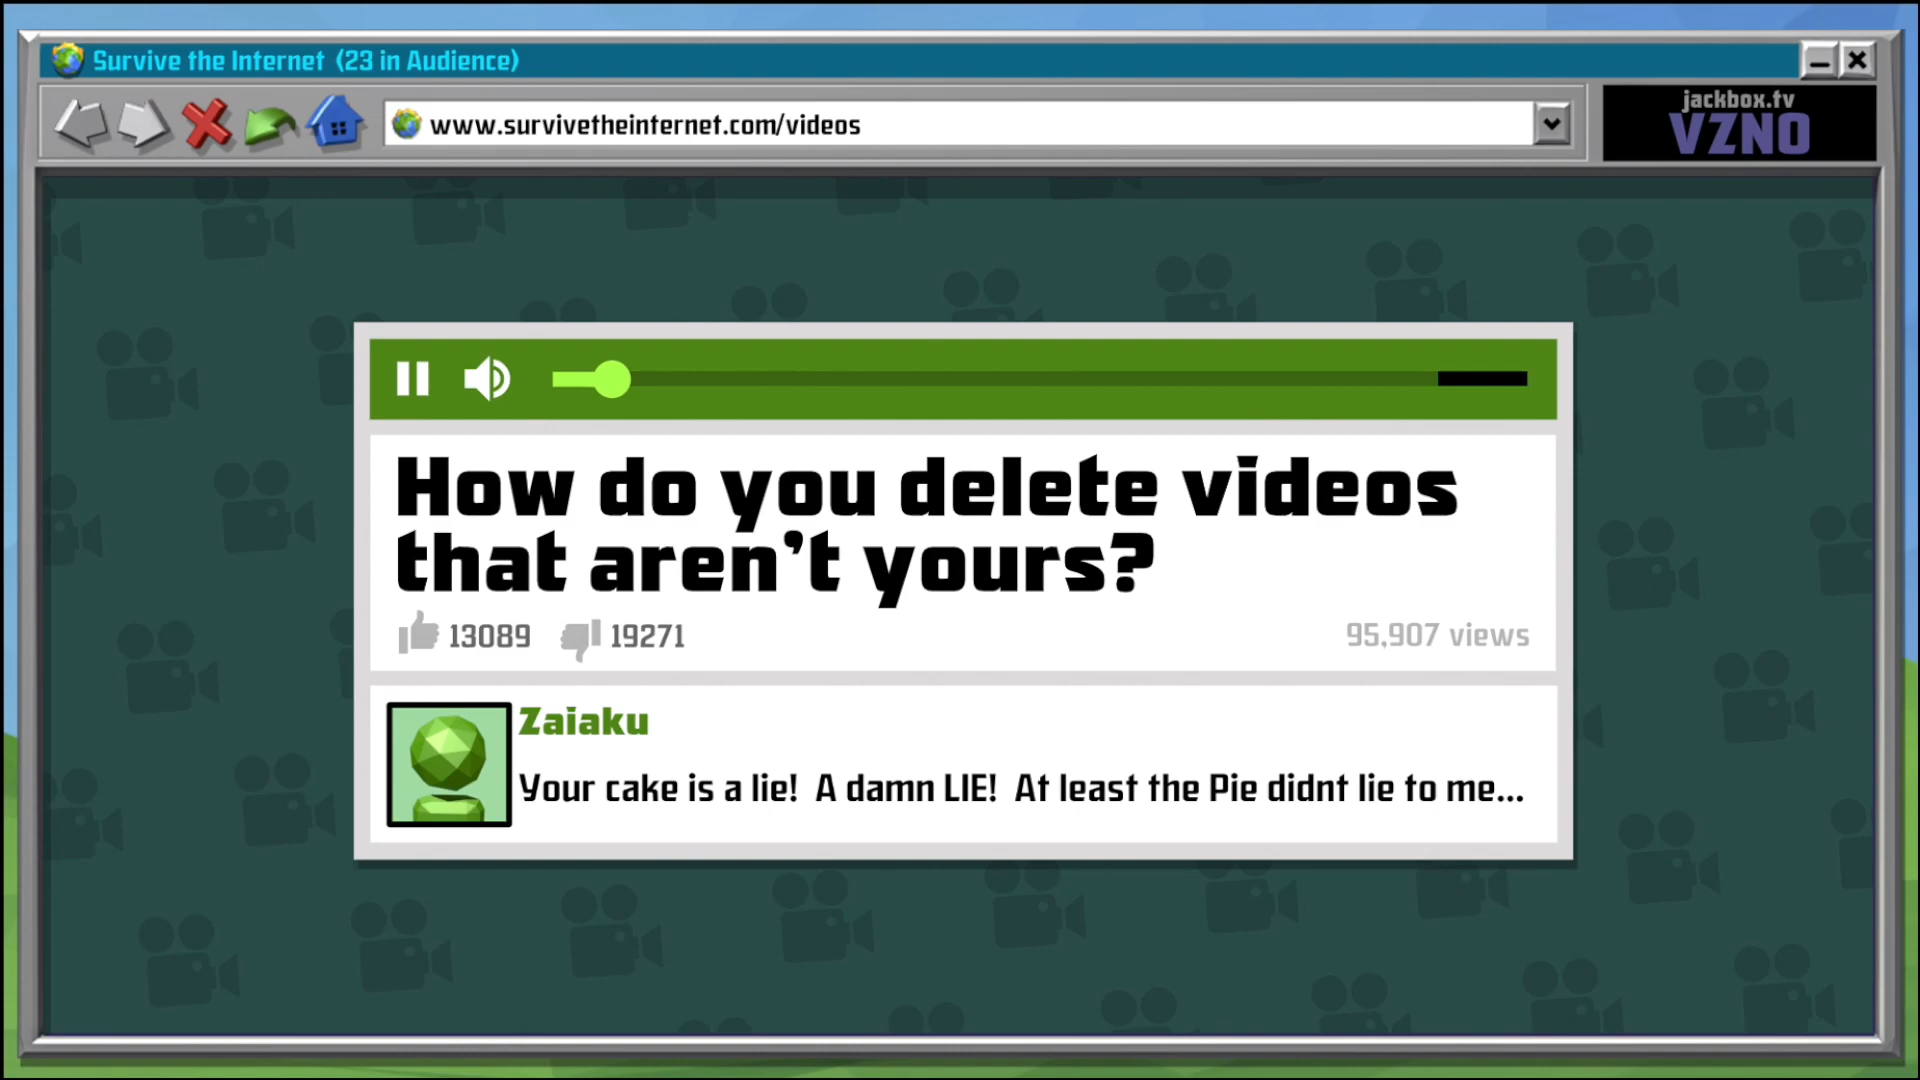 Survive the Internet (23 in Audience)
www.survivetheinternet.com/videos
jackbox.tv
VZNO
How do you delete videos
that aren't yours?
13089 19271 95,907 views
Zaiaku
Your cake is a lie! A damn LIE! At least the Pie didnt lie to me...